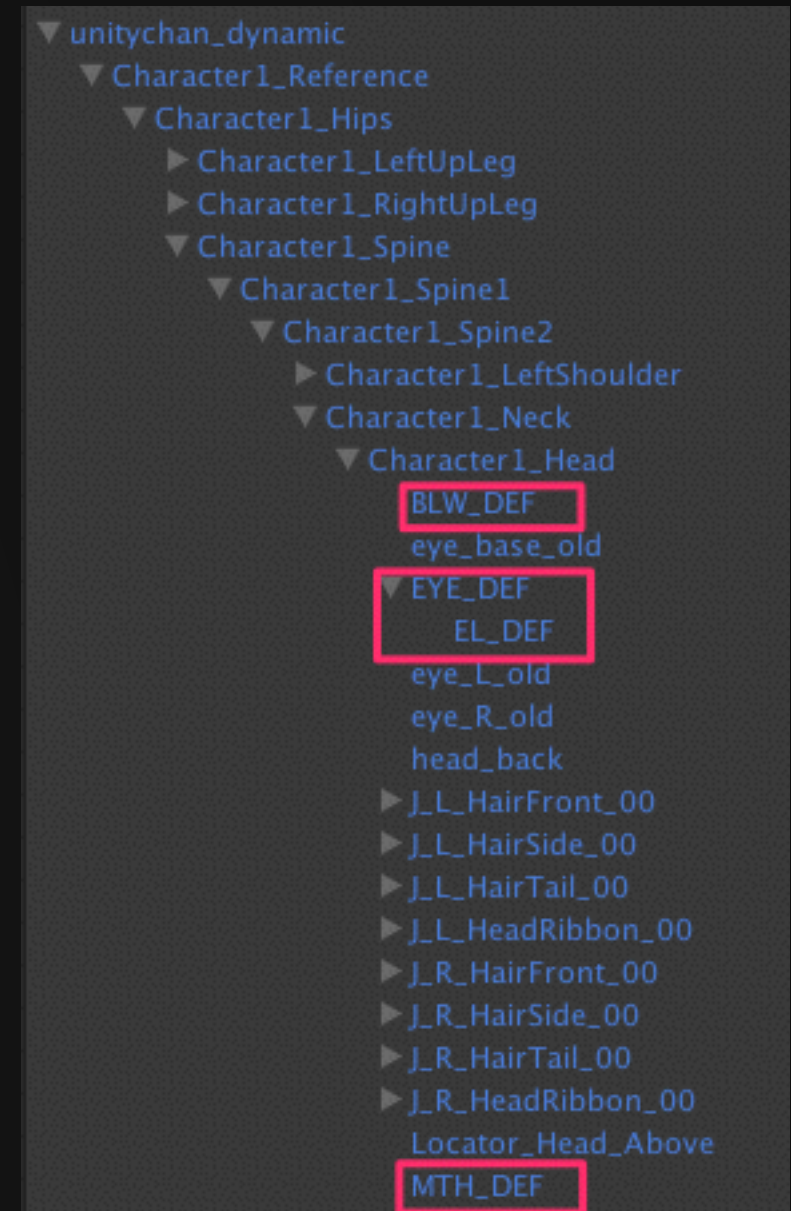 unitychan_dynamic
Character1_Reference
Character1_Hips
Character1_LeftUpLeg
Character1_RightUpLeg
Character1_Spine
Character1_Spine1
Character1_Spine2
Character1_LeftShoulder
Character1_Neck
Character1_Head
BLW_DEF
eye_base_old
EYE_DEF
EL_DEF
eye_L_old
eye_R_old
head_back
J_L_HairFront_00
J_L_HairSide_00
J_L_HairTail_00
J_L_HeadRibbon_00
J_R_HairFront_00
J_R_HairSide_00
J_R_HairTail_00
J_R_HeadRibbon_00
Locator_Head_Above
MTH_DEF